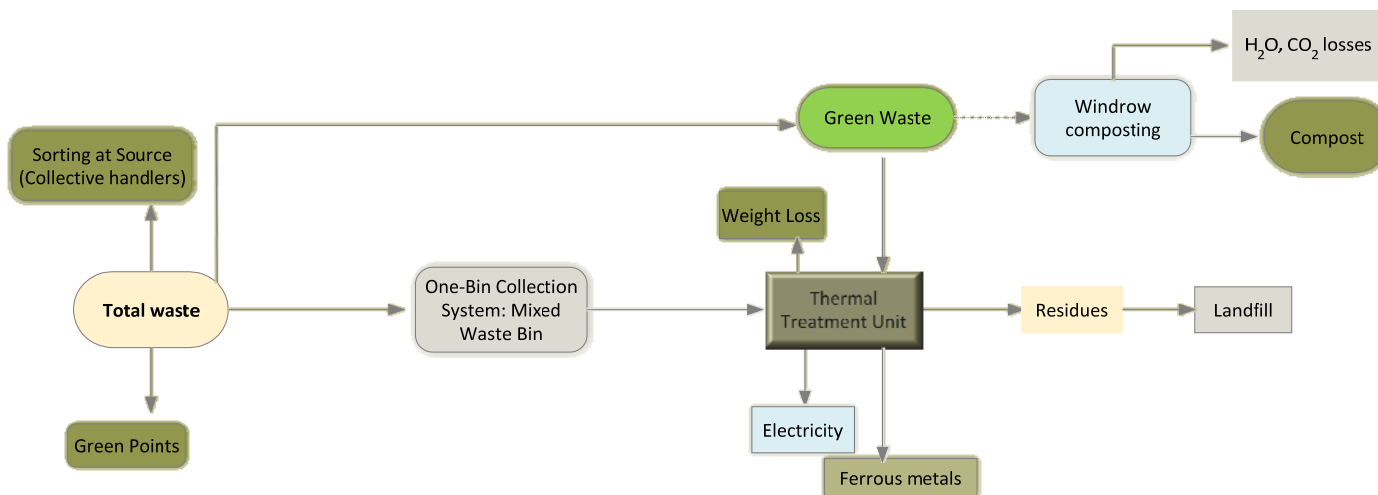 H2O, CO2 losses
Green Waste
Windrow
composting
Compost
Sorting at Source
(Collective handlers)
Weight Loss
Total waste
One-Bin Collection
System: Mixed
Waste Bin
Thermal
Treatment Unit
Residues
Landfill
Green Points
Electricity
Ferrous metals